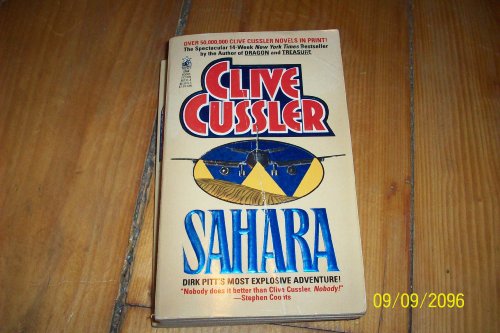 OVER 50,000,000 CLIVE CUSSLER NOVELS IN PRINT!
The Spectacular 14-Week New York Times Bestseller
by the Author of DRAGON and TREASURE
CLIVE
CUSSLER
SAHARA
DIRK PITT'S MOST EXPLOSIVE ADVENTURE!
"Nobody does it better than Clive Cussler. Nobody!"
—Stephen Coonts
09/09/2096